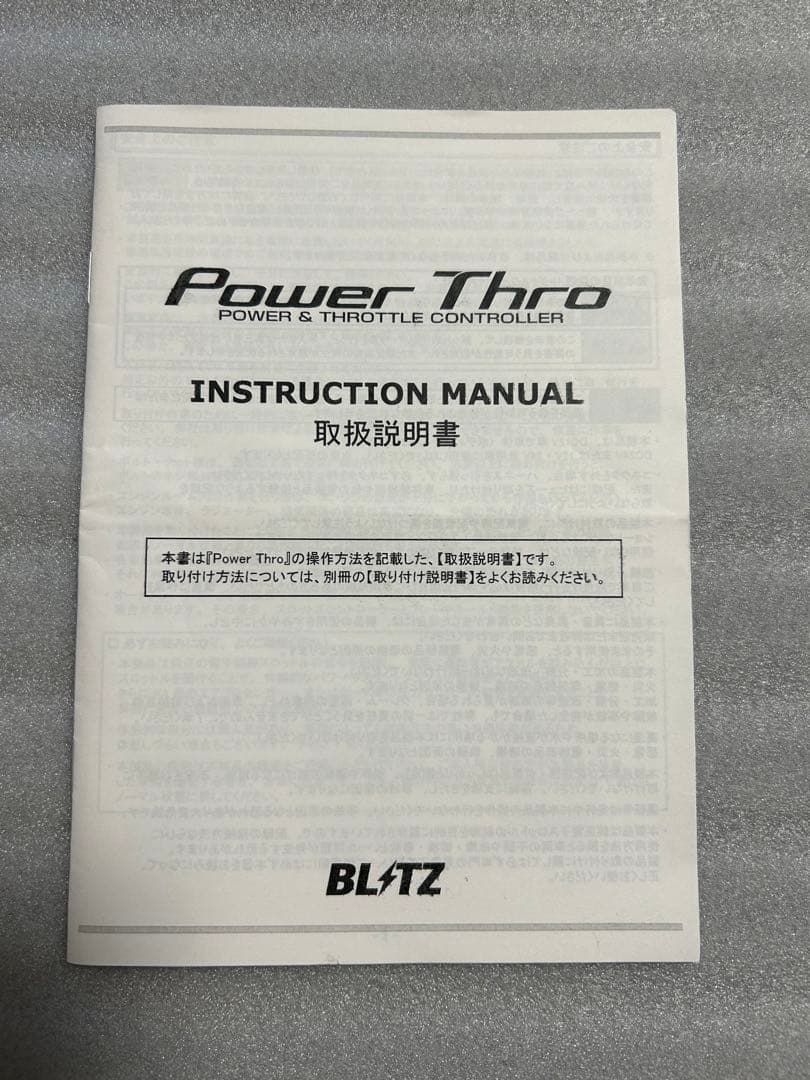 Power Thro
POWER & THROTTLE CONTROLLER
INSTRUCTION MANUAL
取扱説明書
本書は『Power Thro』の操作方法を記載した、【取扱説明書】です。
取り付け方法については、別冊の【取り付け説明書】をよくお読みください。
BLITZ